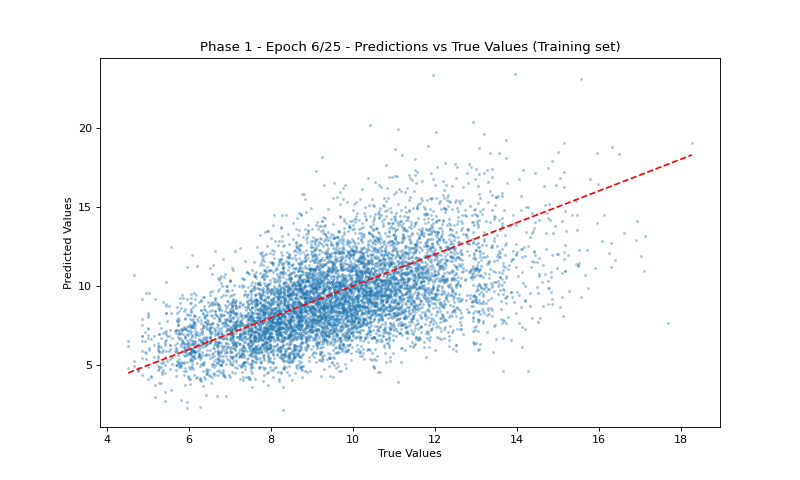 Phase 1 - Epoch 6/25 - Predictions vs True Values (Training set)
20
15
10
5
Predicted Values
4 6 8 10 12 14 16 18
True Values